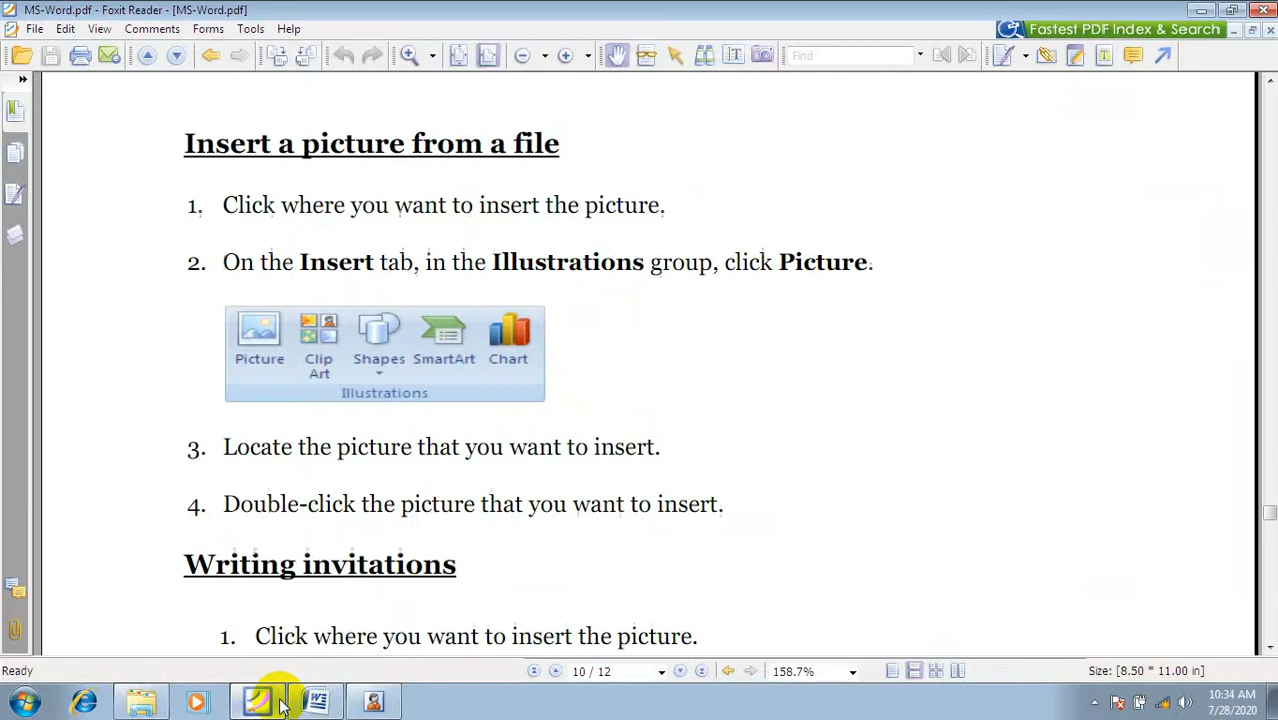 MS-Word.pdf - Foxit Reader - [MS-Word.pdf]
File Edit View Comments Forms Tools Help
Fastest PDF Index & Search
Find
Insert a picture from a file
1. Click where you want to insert the picture.
2. On the Insert tab, in the Illustrations group, click Picture.
Picture Clip Art Shapes SmartArt Chart
Illustrations
3. Locate the picture that you want to insert.
4. Double-click the picture that you want to insert.
Writing invitations
1. Click where you want to insert the picture.
Ready 10 / 12 158.7% Size: [8.50 * 11.00 in]
10:34 AM
7/28/2020